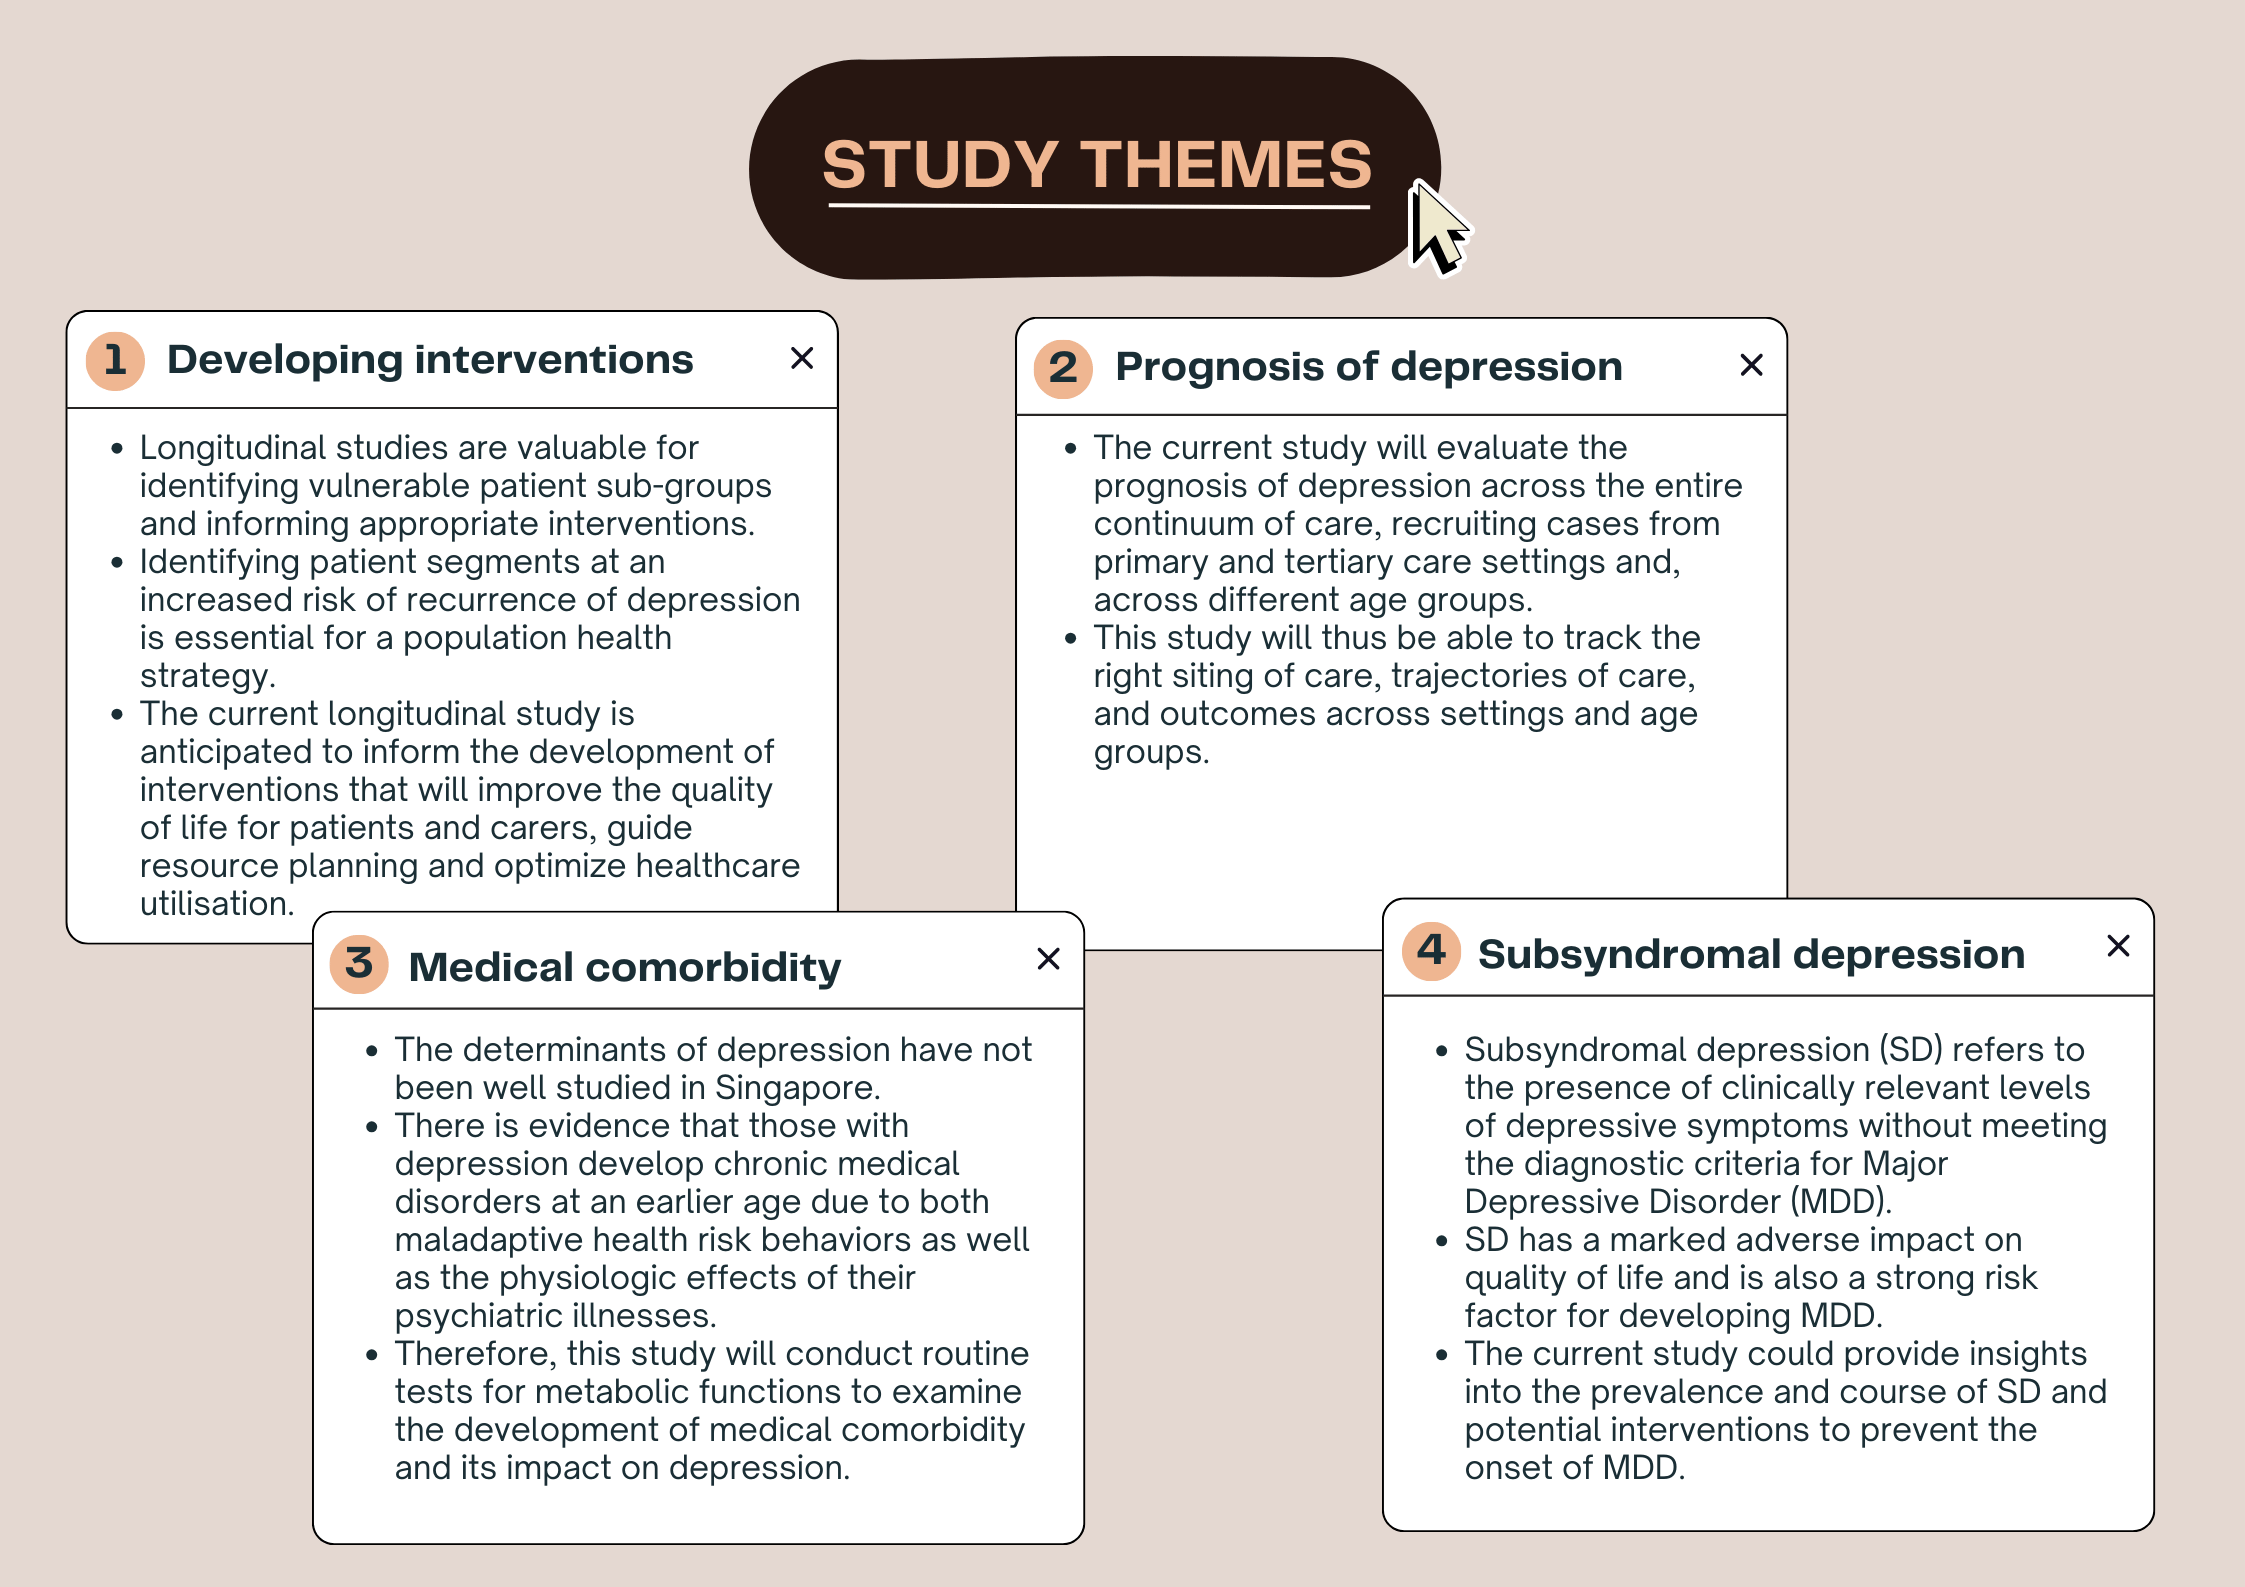 STUDY THEMES
1 Developing interventions
• Longitudinal studies are valuable for
identifying vulnerable patient sub-groups
and informing appropriate interventions.
• Identifying patient segments at an
increased risk of recurrence of depression
is essential for a population health
strategy.
• The current longitudinal study is
anticipated to inform the development of
interventions that will improve the quality
of life for patients and carers, guide
resource planning and optimize healthcare
utilisation.
2 Prognosis of depression
• The current study will evaluate the
prognosis of depression across the entire
continuum of care, recruiting cases from
primary and tertiary care settings and,
across different age groups.
• This study will thus be able to track the
right siting of care, trajectories of care,
and outcomes across settings and age
groups.
3 Medical comorbidity
• The determinants of depression have not
been well studied in Singapore.
• There is evidence that those with
depression develop chronic medical
disorders at an earlier age due to both
maladaptive health risk behaviors as well
as the physiologic effects of their
psychiatric illnesses.
• Therefore, this study will conduct routine
tests for metabolic functions to examine
the development of medical comorbidity
and its impact on depression.
4 Subsyndromal depression
• Subsyndromal depression (SD) refers to
the presence of clinically relevant levels
of depressive symptoms without meeting
the diagnostic criteria for Major
Depressive Disorder (MDD).
• SD has a marked adverse impact on
quality of life and is also a strong risk
factor for developing MDD.
• The current study could provide insights
into the prevalence and course of SD and
potential interventions to prevent the
onset of MDD.